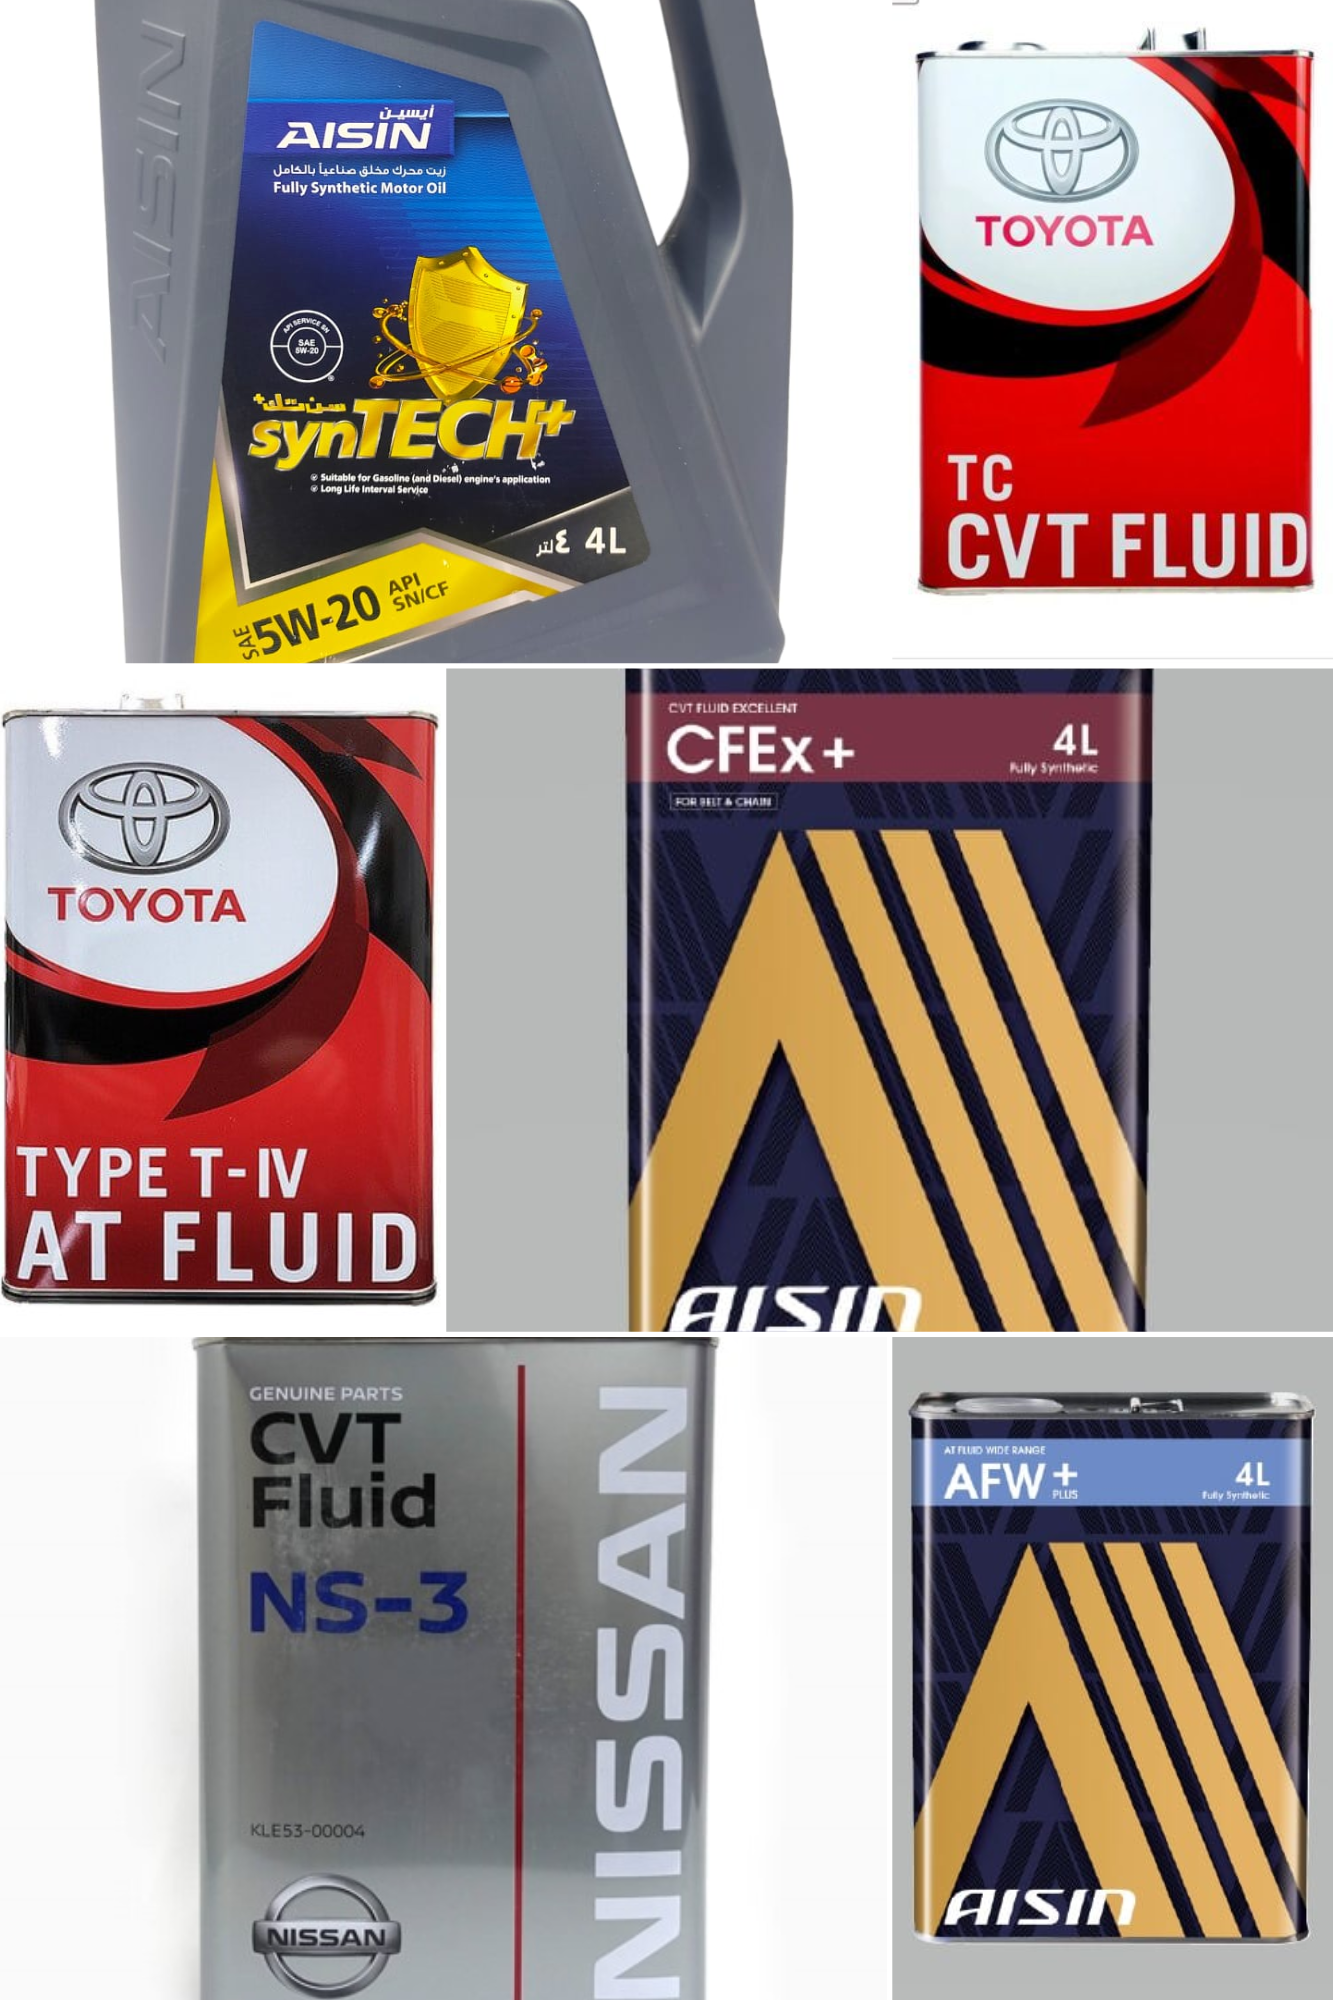 AISIN
أيسين
AISIN
زيت محرك مخلق صناعياً بالكامل
Fully Synthetic Motor Oil
API SERVICE SN
SAE
5W-20
سن تك+
synTECH+
Suitable for Gasoline (and Diesel) engine's application
Long Life Interval Service
٤ لتر 4L
SAE 5W-20 API SN/CF
TOYOTA
TC
CVT FLUID
TOYOTA
TYPE T-IV
AT FLUID
CVT FLUID EXCELLENT
CFEx +
4L
Fully Synthetic
FOR BELT & CHAIN
AISIN
GENUINE PARTS
CVT
Fluid
NS-3
KLE53-00004
NISSAN
NISSAN
AT FLUID WIDE RANGE
AFW +
PLUS
4L
Fully Synthetic
AISIN